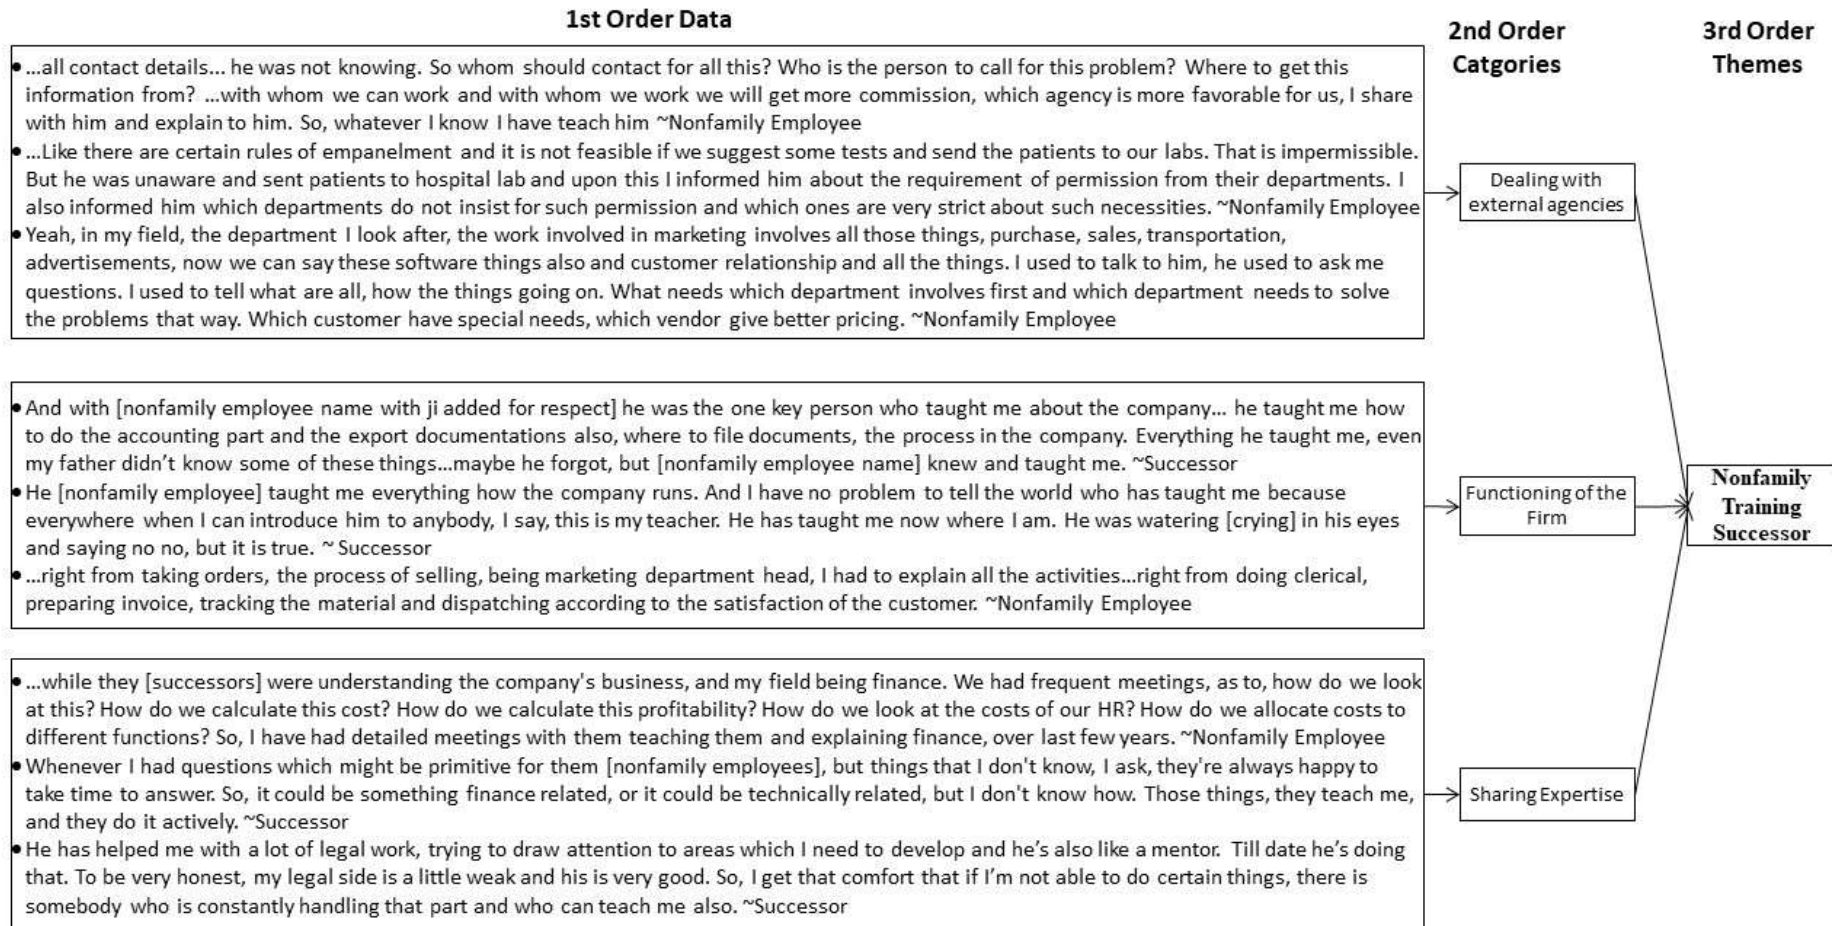 1st Order Data
2nd Order
Catgories
3rd Order
Themes
•...all contact details... he was not knowing. So whom should contact for all this? Who is the person to call for this problem? Where to get this
information from? ...with whom we can work and with whom we work we will get more commission, which agency is more favorable for us, I share
with him and explain to him. So, whatever I know I have teach him ~Nonfamily Employee
•...Like there are certain rules of empanelment and it is not feasible if we suggest some tests and send the patients to our labs. That is impermissible.
But he was unaware and sent patients to hospital lab and upon this I informed him about the requirement of permission from their departments. I
also informed him which departments do not insist for such permission and which ones are very strict about such necessities. ~Nonfamily Employee
•Yeah, in my field, the department I look after, the work involved in marketing involves all those things, purchase, sales, transportation,
advertisements, now we can say these software things also and customer relationship and all the things. I used to talk to him, he used to ask me
questions. I used to tell what are all, how the things going on. What needs which department involves first and which department needs to solve
the problems that way. Which customer have special needs, which vendor give better pricing. ~Nonfamily Employee
Dealing with
external agencies
•And with [nonfamily employee name with ji added for respect] he was the one key person who taught me about the company... he taught me how
to do the accounting part and the export documentations also, where to file documents, the process in the company. Everything he taught me, even
my father didn't know some of these things...maybe he forgot, but [nonfamily employee name] knew and taught me. ~Successor
•He [nonfamily employee] taught me everything how the company runs. And I have no problem to tell the world who has taught me because
everywhere when I can introduce him to anybody, I say, this is my teacher. He has taught me now where I am. He was watering [crying] in his eyes
and saying no no, but it is true. ~ Successor
•...right from taking orders, the process of selling, being marketing department head, I had to explain all the activities...right from doing clerical,
preparing invoice, tracking the material and dispatching according to the satisfaction of the customer. ~Nonfamily Employee
Functioning of the
Firm
Nonfamily
Training
Successor
•...while they [successors] were understanding the company's business, and my field being finance. We had frequent meetings, as to, how do we look
at this? How do we calculate this cost? How do we calculate this profitability? How do we look at the costs of our HR? How do we allocate costs to
different functions? So, I have had detailed meetings with them teaching them and explaining finance, over last few years. ~Nonfamily Employee
•Whenever I had questions which might be primitive for them [nonfamily employees], but things that I don't know, I ask, they're always happy to
take time to answer. So, it could be something finance related, or it could be technically related, but I don't know how. Those things, they teach me,
and they do it actively. ~Successor
•He has helped me with a lot of legal work, trying to draw attention to areas which I need to develop and he's also like a mentor. Till date he's doing
that. To be very honest, my legal side is a little weak and his is very good. So, I get that comfort that if I'm not able to do certain things, there is
somebody who is constantly handling that part and who can teach me also. ~Successor
Sharing Expertise